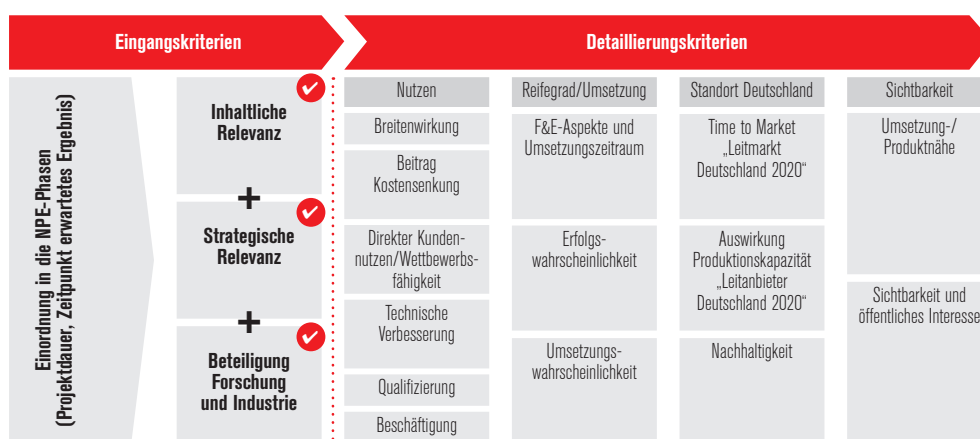 Eingangskriterien
Detaillierungskriterien
Einordnung in die NPE-Phasen
(Projektdauer, Zeitpunkt erwartetes Ergebnis)
Inhaltliche
Relevanz
+
Strategische
Relevanz
+
Beteiligung
Forschung
und Industrie
Nutzen
Breitenwirkung
Beitrag
Kostensenkung
Direkter Kunden-
nutzen/Wettbewerbs-
fähigkeit
Technische
Verbesserung
Qualifizierung
Beschäftigung
Reifegrad/Umsetzung
F&E-Aspekte und
Umsetzungszeitraum
Erfolgs-
wahrscheinlichkeit
Umsetzungs-
wahrscheinlichkeit
Standort Deutschland
Time to Market
„Leitmarkt
Deutschland 2020“
Auswirkung
Produktionskapazität
„Leitanbieter
Deutschland 2020“
Nachhaltigkeit
Sichtbarkeit
Umsetzung-/
Produktnähe
Sichtbarkeit und
öffentliches Interesse